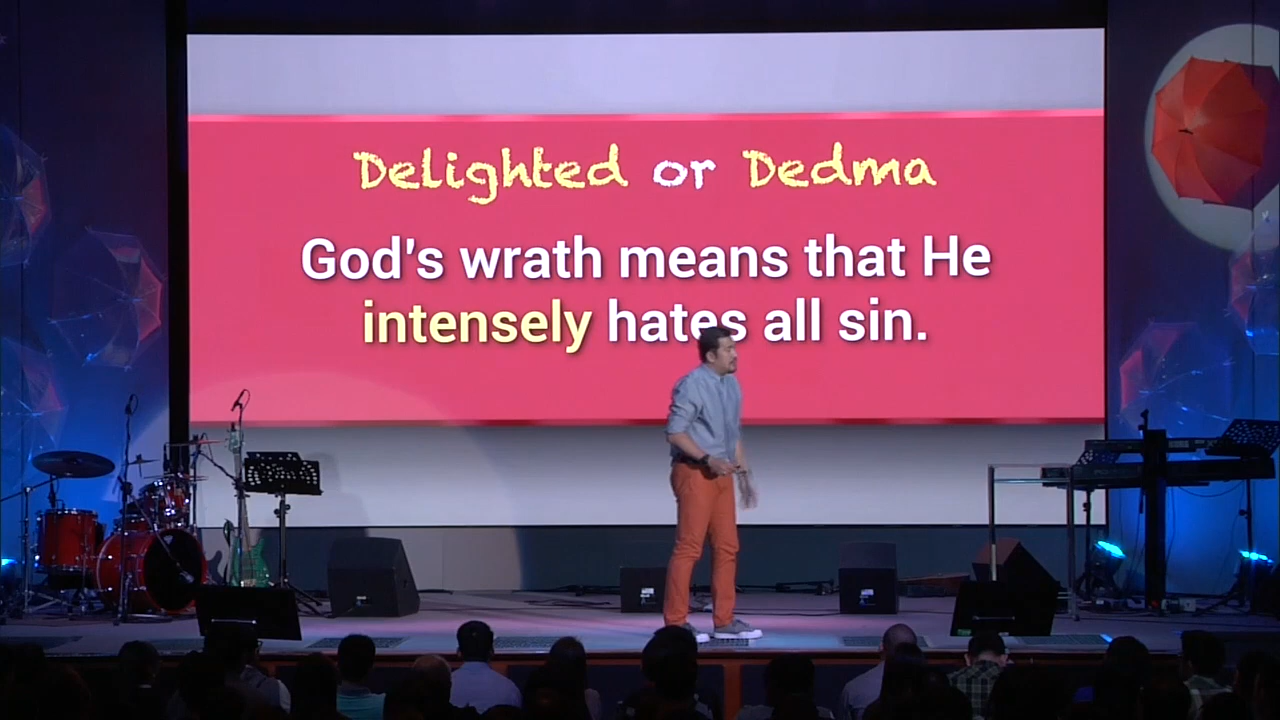 Delighted or Dedma
God's wrath means that He
intensely hates all sin.